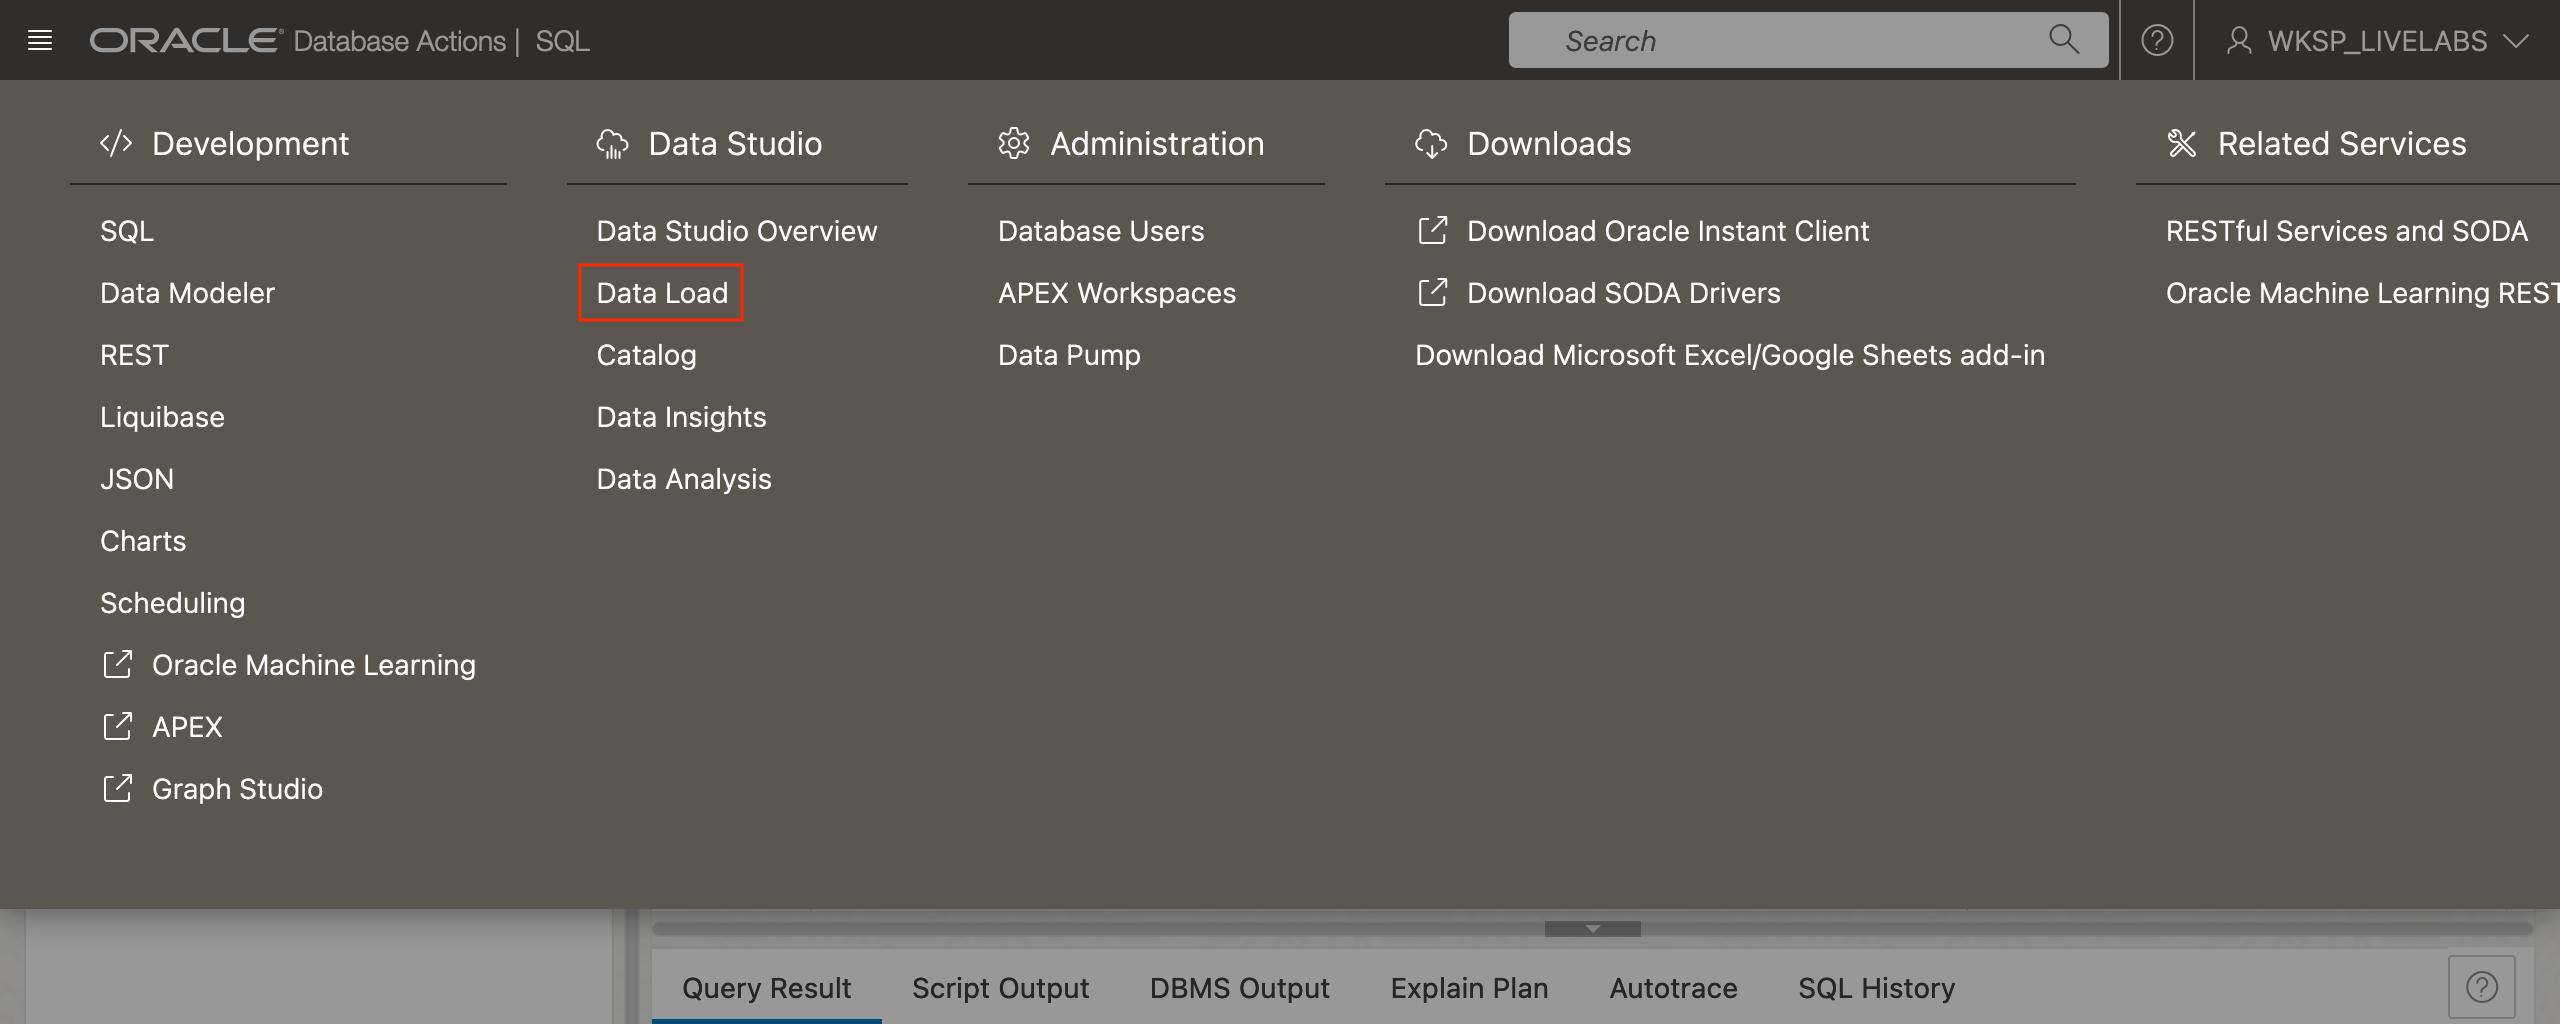 ORACLE® Database Actions | SQL
Search
WKSP_LIVELABS
Development
SQL
Data Modeler
REST
Liquibase
JSON
Charts
Scheduling
Oracle Machine Learning
APEX
Graph Studio
Data Studio
Data Studio Overview
Data Load
Catalog
Data Insights
Data Analysis
Administration
Database Users
APEX Workspaces
Data Pump
Downloads
Download Oracle Instant Client
Download SODA Drivers
Download Microsoft Excel/Google Sheets add-in
Related Services
RESTful Services and SODA
Oracle Machine Learning REST
Query Result Script Output DBMS Output Explain Plan Autotrace SQL History